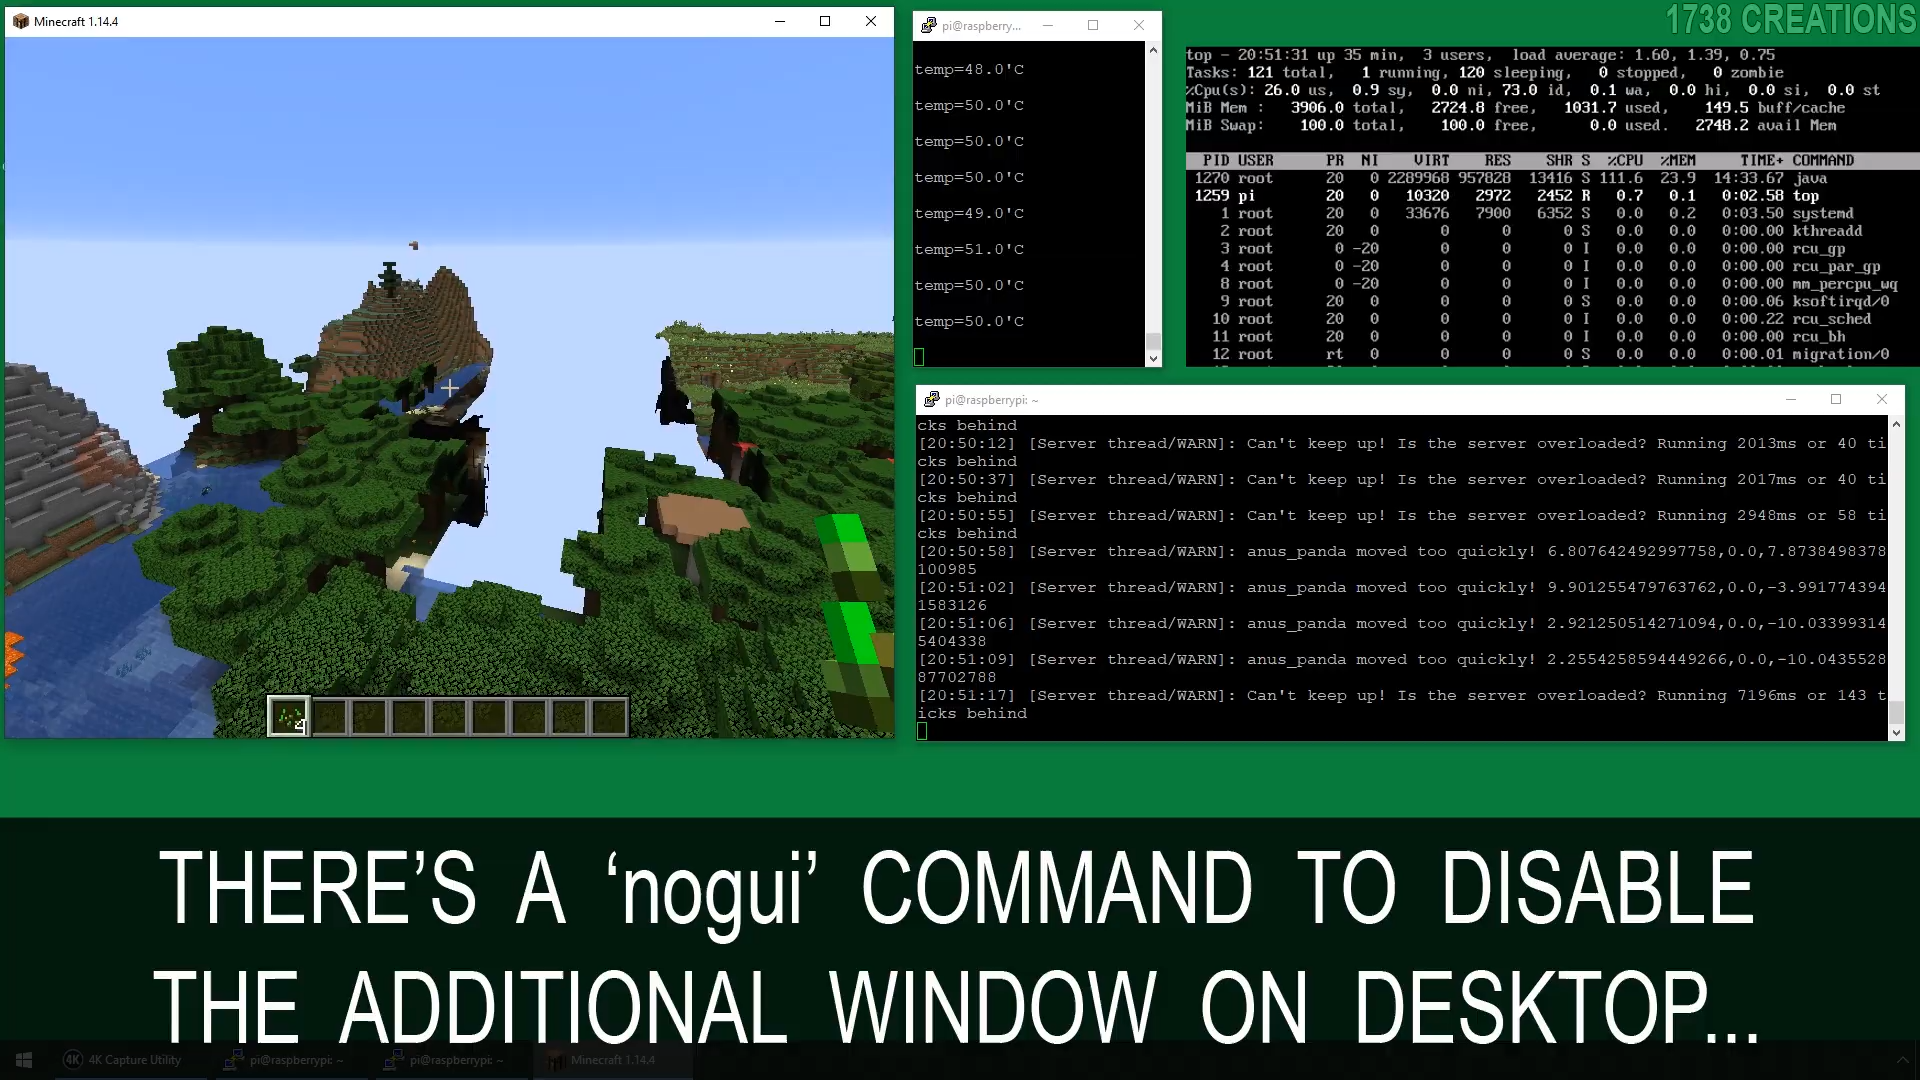 Minecraft 1.14.4
pi@raspberry...
1738 CREATIONS
temp=48.0'C
temp=50.0'C
temp=50.0'C
temp=50.0'C
temp=49.0'C
temp=51.0'C
temp=50.0'C
temp=50.0'C
top - 20:51:31 up 35 min, 3 users, load average: 1.60, 1.39, 0.75
Tasks: 121 total, 1 running, 120 sleeping, 0 stopped, 0 zombie
%Cpu(s): 26.0 us, 0.9 sy, 0.0 ni, 73.0 id, 0.1 wa, 0.0 hi, 0.0 si, 0.0 st
MiB Mem : 3906.0 total, 2724.8 free, 1031.7 used, 149.5 buff/cache
MiB Swap: 100.0 total, 100.0 free, 0.0 used. 2748.2 avail Mem
PID USER PR NI VIRT RES SHR S %CPU %MEM TIME+ COMMAND
1270 root 20 0 2289968 957828 13416 S 111.6 23.9 14:33.67 java
1259 pi 20 0 10320 2972 2452 R 0.7 0.1 0:02.58 top
1 root 20 0 33676 7900 6352 S 0.0 0.2 0:03.50 systemd
2 root 20 0 0 0 0 S 0.0 0.0 0:00.00 kthreadd
3 root 0 -20 0 0 0 I 0.0 0.0 0:00.00 rcu_gp
4 root 0 -20 0 0 0 I 0.0 0.0 0:00.00 rcu_par_gp
8 root 0 -20 0 0 0 I 0.0 0.0 0:00.00 mm_percpu_wq
9 root 20 0 0 0 0 S 0.0 0.0 0:00.06 ksoftirqd/0
10 root 20 0 0 0 0 I 0.0 0.0 0:00.22 rcu_sched
11 root 20 0 0 0 0 I 0.0 0.0 0:00.00 rcu_bh
12 root rt 0 0 0 0 S 0.0 0.0 0:00.01 migration/0
pi@raspberrypi: ~
cks behind
[20:50:12] [Server thread/WARN]: Can't keep up! Is the server overloaded? Running 2013ms or 40 ti
cks behind
[20:50:37] [Server thread/WARN]: Can't keep up! Is the server overloaded? Running 2017ms or 40 ti
cks behind
[20:50:55] [Server thread/WARN]: Can't keep up! Is the server overloaded? Running 2948ms or 58 ti
cks behind
[20:50:58] [Server thread/WARN]: anus_panda moved too quickly! 6.807642492997758,0.0,7.8738498378
100985
[20:51:02] [Server thread/WARN]: anus_panda moved too quickly! 9.901255479763762,0.0,-3.991774394
1583126
[20:51:06] [Server thread/WARN]: anus_panda moved too quickly! 2.921250514271094,0.0,-10.03399314
5404338
[20:51:09] [Server thread/WARN]: anus_panda moved too quickly! 2.2554258594449266,0.0,-10.0435528
87702788
[20:51:17] [Server thread/WARN]: Can't keep up! Is the server overloaded? Running 7196ms or 143 t
icks behind
THERE'S A ‘nogui’ COMMAND TO DISABLE
THE ADDITIONAL WINDOW ON DESKTOP...
4K 4K Capture Utility pi@raspberrypi: ~ pi@raspberrypi: ~ Minecraft 1.14.4